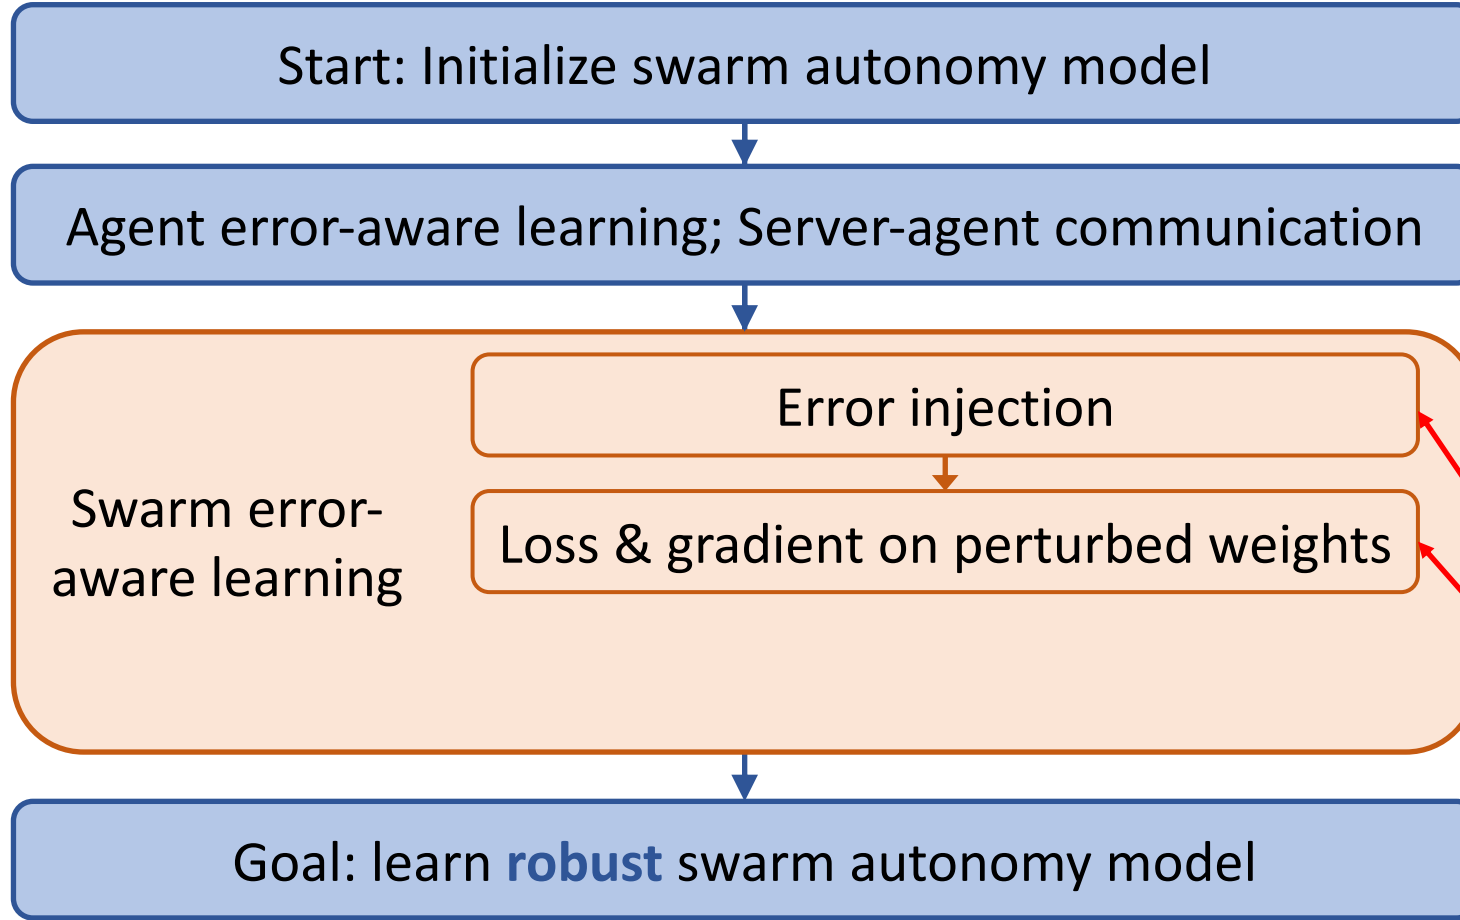 Start: Initialize swarm autonomy model
Agent error-aware learning; Server-agent communication
Error injection
Swarm error-
aware learning
Loss & gradient on perturbed weights
Goal: learn robust swarm autonomy model